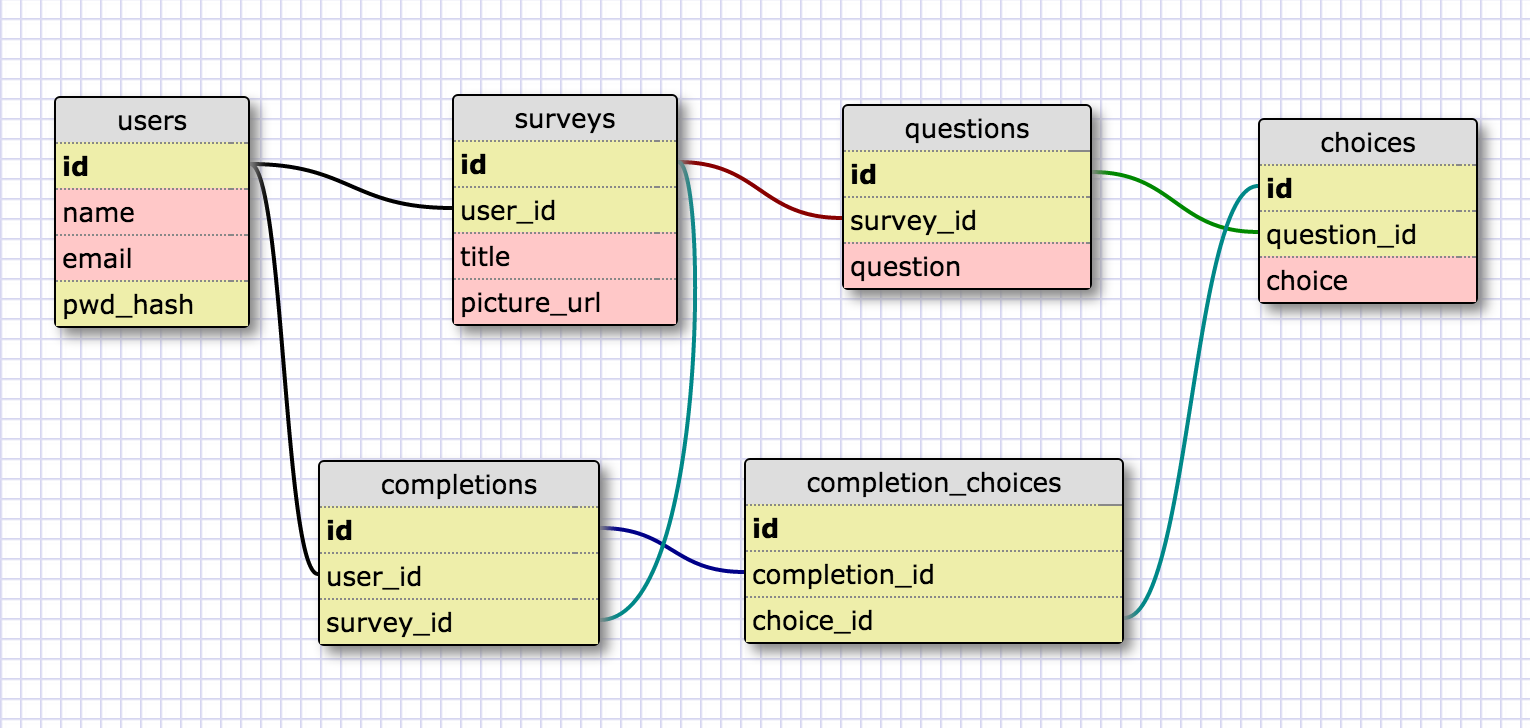 users
id
name
email
pwd_hash
surveys
id
user_id
title
picture_url
questions
id
survey_id
question
choices
id
question_id
choice
completions
id
user_id
survey_id
completion_choices
id
completion_id
choice_id